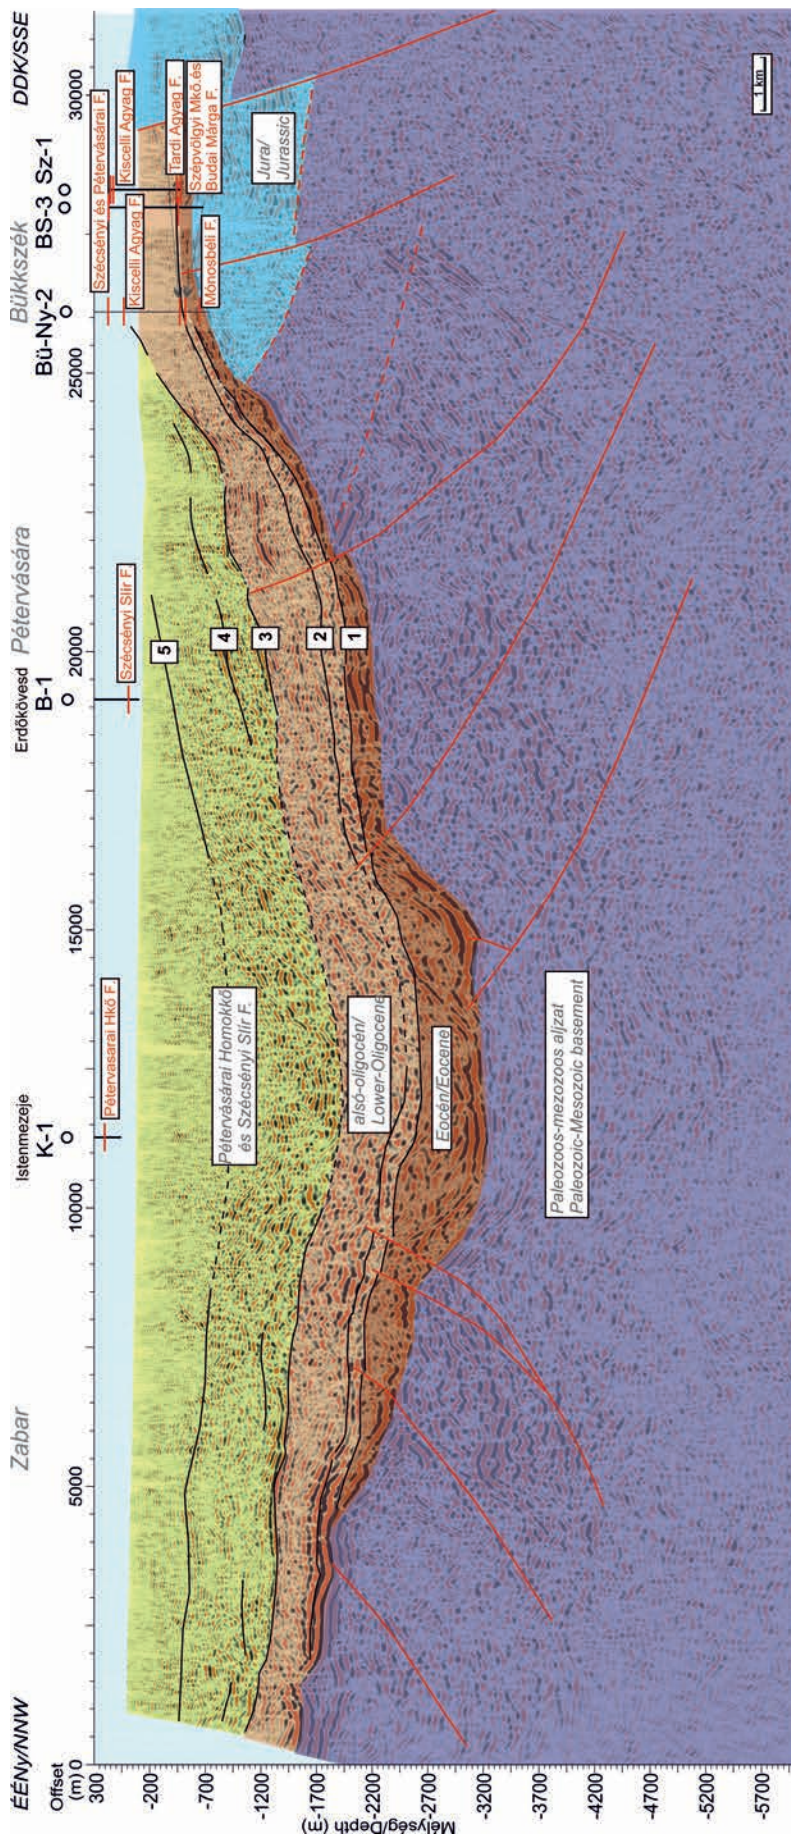 ÉÉNy/NNW
DDK/SSE
Zabar
Istenmezeje
Erdőkövesd
Pétervására
Bükkszék
K-1
B-1
Bü-Ny-2
BS-3
Sz-1
Offset
(m)
0
5000
10000
15000
20000
25000
30000
Mélység/Depth (m)
300
-200
-700
-1200
-1700
-2200
-2700
-3200
-4200
-4700
-5200
-5700
Pétervasarai Hkő F.
Szécsényi Slír F.
Szécsényi és Pétervásárai F.
Kiscelli Agyag F.
Kiscelli Agyag F.
Tardi Agyag F.
Szépvölgyi Mkő.és
Budai Márga F.
Monosbéli F.
Pétervásárai Homokkő
és Szécsényi Slír F.
alsó-oligocén/
Lower-Oligocene
Eocén/Eocene
Jura/
Jurassic
Paleozoos-mezozoos aljzat
Paleozoic-Mesozoic basement
5
4
3
2
1
1 km